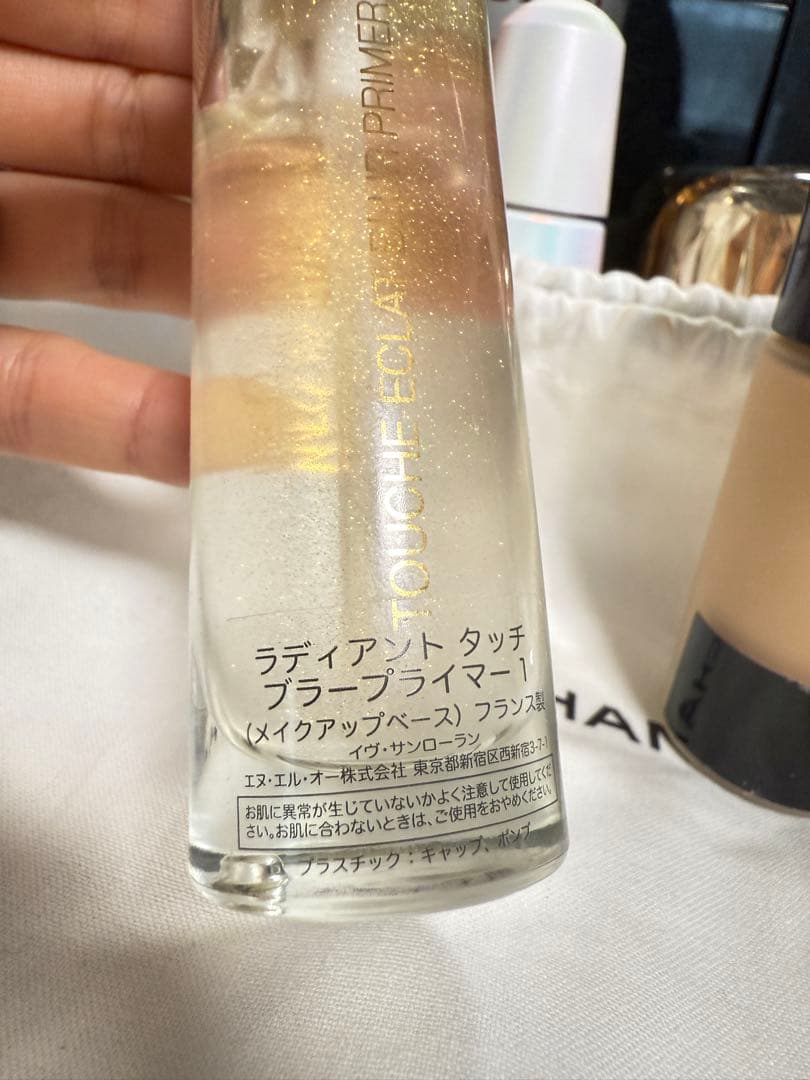 TOUCHE ECLAT BLUR PRIMER
ラディアント タッチ
ブラープライマー 1
(メイクアップベース) フランス製
イヴ・サンローラン
エヌ・エル・オー株式会社 東京都新宿区西新宿3-7-1
お肌に異常が生じていないかよく注意して使用してくだ
さい。お肌に合わないときは、ご使用をおやめください。
プラスチック：キャップ、ポンプ
HAN